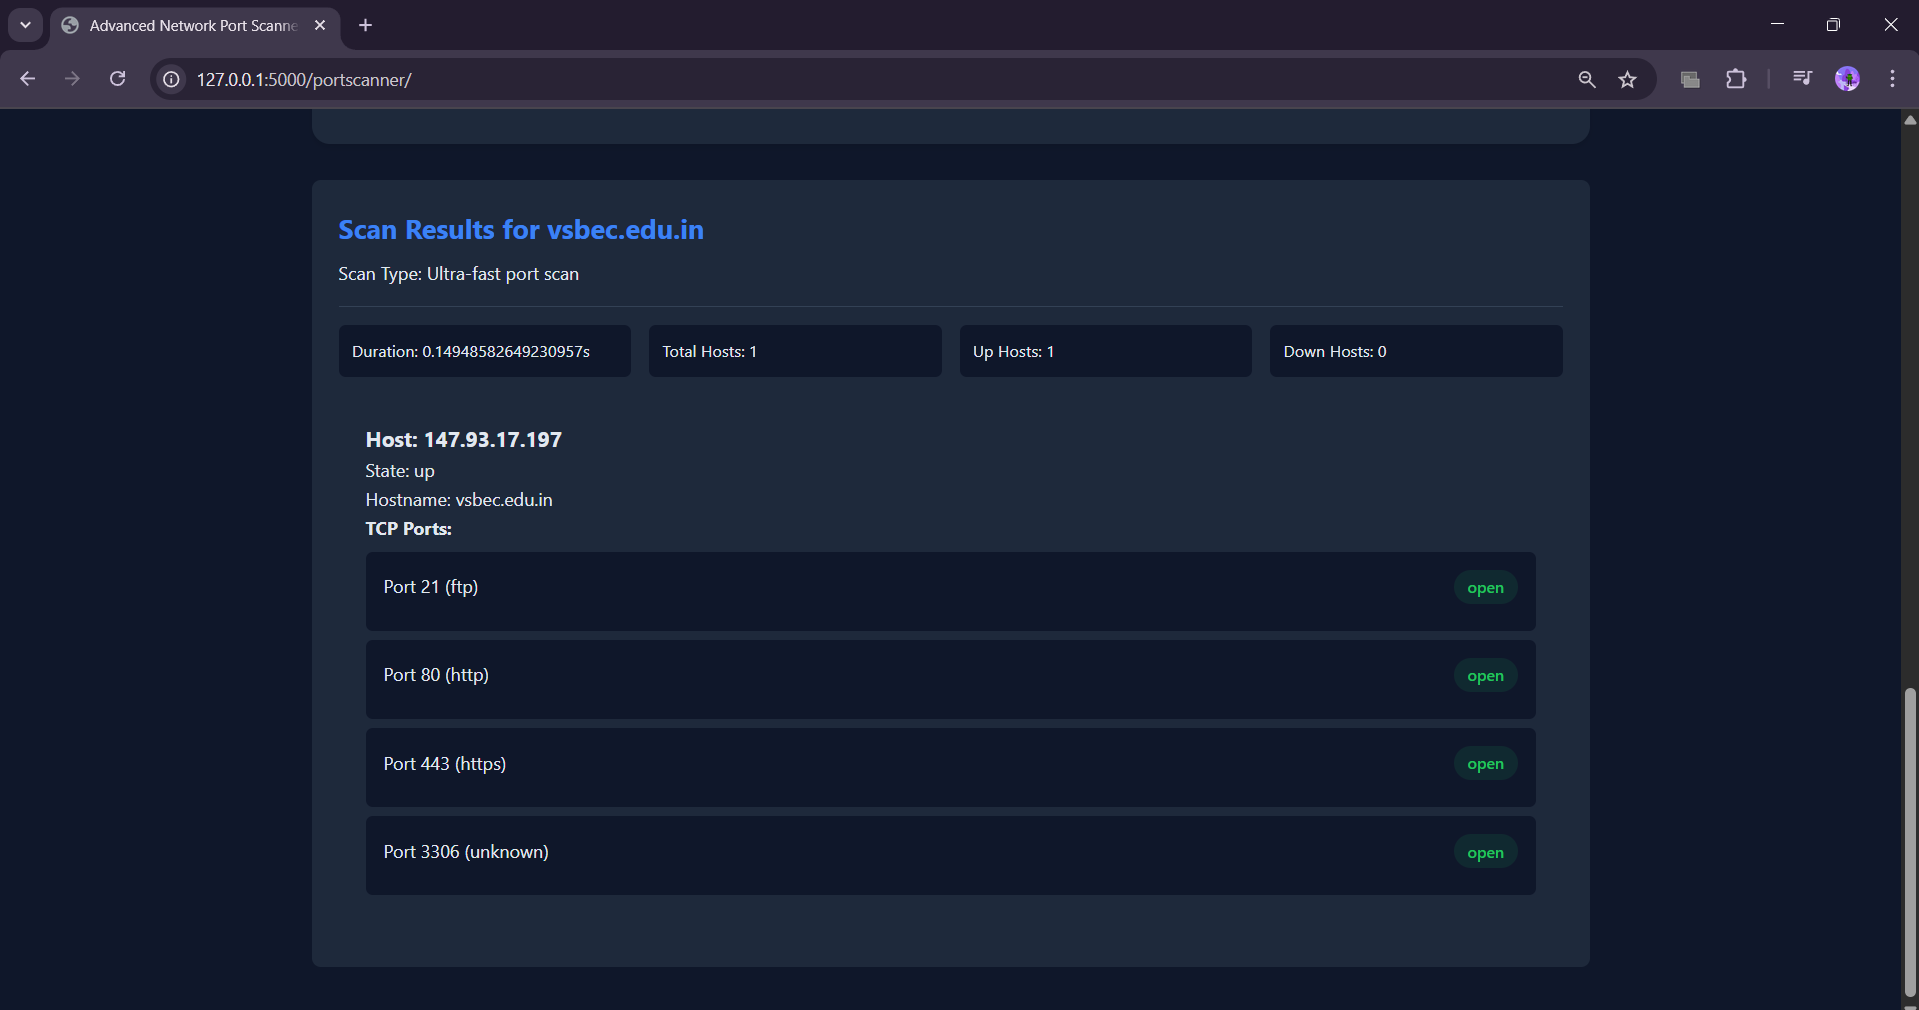 Advanced Network Port Scanne
127.0.0.1:5000/portscanner/
Scan Results for vsbec.edu.in
Scan Type: Ultra-fast port scan
Duration: 0.14948582649230957s
Total Hosts: 1
Up Hosts: 1
Down Hosts: 0
Host: 147.93.17.197
State: up
Hostname: vsbec.edu.in
TCP Ports:
Port 21 (ftp)
open
Port 80 (http)
open
Port 443 (https)
open
Port 3306 (unknown)
open